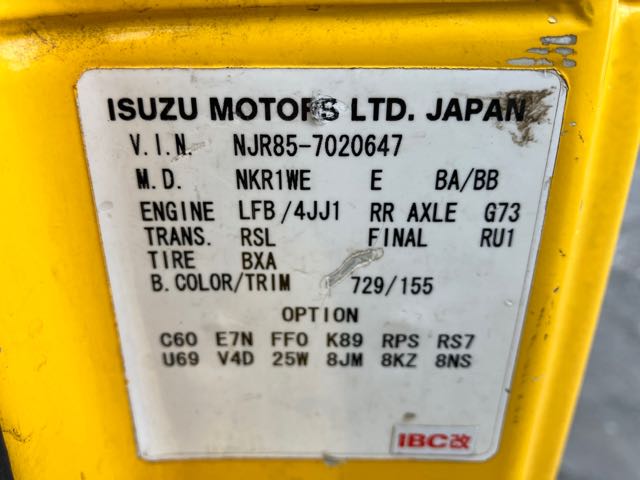 ISUZU MOTORS LTD. JAPAN
V.I.N. NJR85-7020647
M.D. NKR1WE E BA/BB
ENGINE LFB/4JJ1 RR AXLE G73
TRANS. RSL FINAL RU1
TIRE BXA
B.COLOR/TRIM 729/155
OPTION
C60 E7N FF0 K89 RPS RS7
U69 V4D 25W 8JM 8KZ 8NS
IBC改